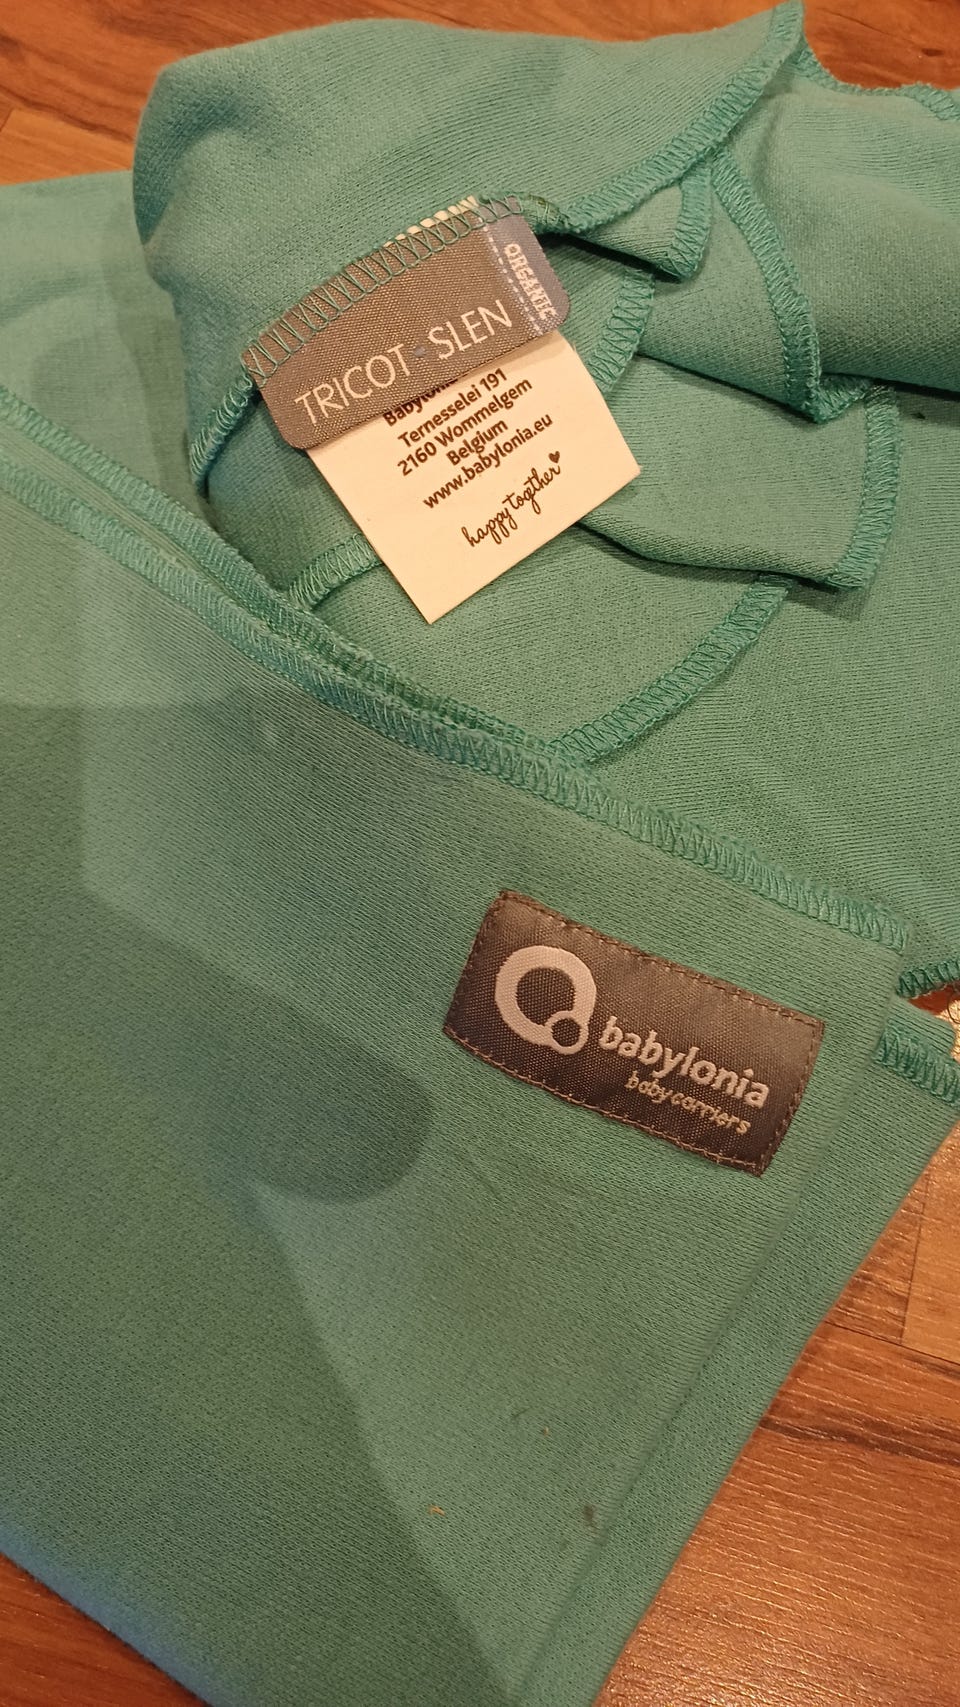 ORGANIC
TRICOT-SLEN
Ternesselei 191
2160 Wommelgem
Belgium
www.babylonia.eu
happy together
babylonia
baby carriers